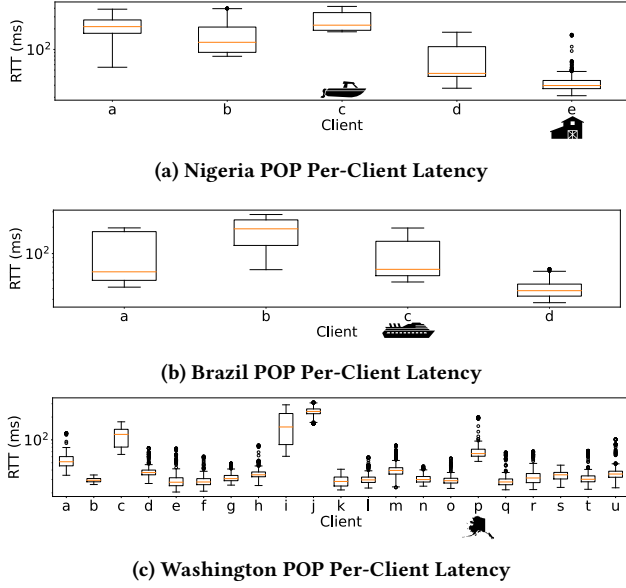 10²
RTT (ms)
a b c d e
Client
(a) Nigeria POP Per-Client Latency
10²
RTT (ms)
a b c d
Client
(b) Brazil POP Per-Client Latency
10²
RTT (ms)
a b c d e f g h i j k l m n o p q r s t u
Client
(c) Washington POP Per-Client Latency